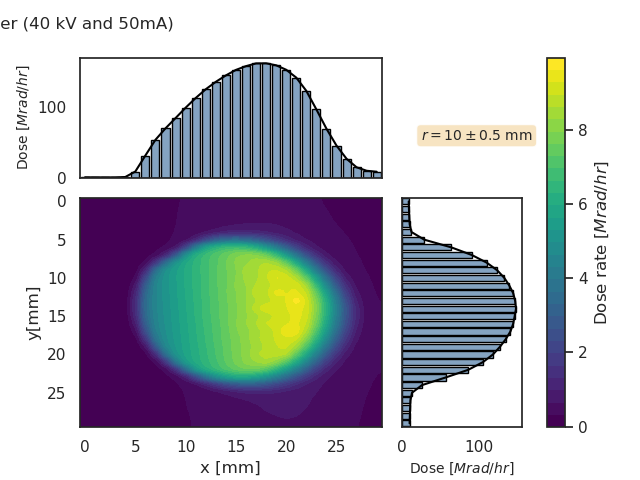 er (40 kV and 50mA)
Dose [Mrad/hr]
100
0
r = 10 ± 0.5 mm
0
5
10
15
20
25
y[mm]
0 5 10 15 20 25
x [mm]
0 100
Dose [Mrad/hr]
8
6
4
2
0
Dose rate [Mrad/hr]